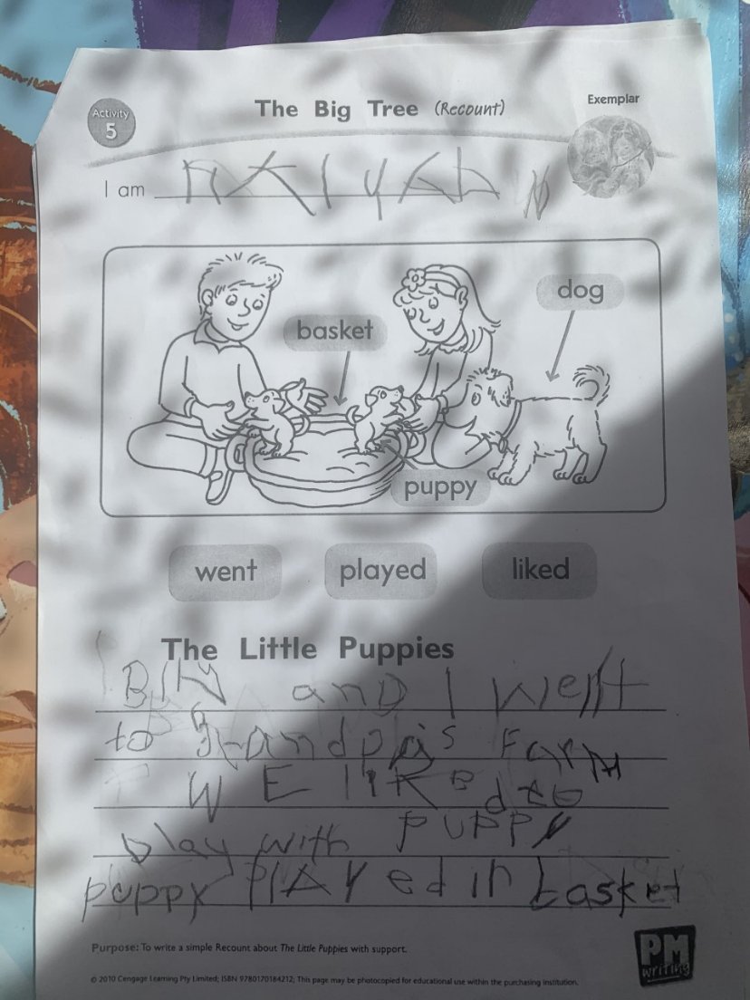 Activity
5
The Big Tree (Recount)
Exemplar
I am NAIYAh N
basket
dog
puppy
went played liked
The Little Puppies
Billy and I went
to grandpa's Farm
WE liked to
play with puppy
puppy PlAYed in basket
Purpose: To write a simple Recount about The Little Puppies with support.
© 2010 Cengage Learning Pty Limited; ISBN 9780170184212; This page may be photocopied for educational use within the purchasing institution.
PM
writing